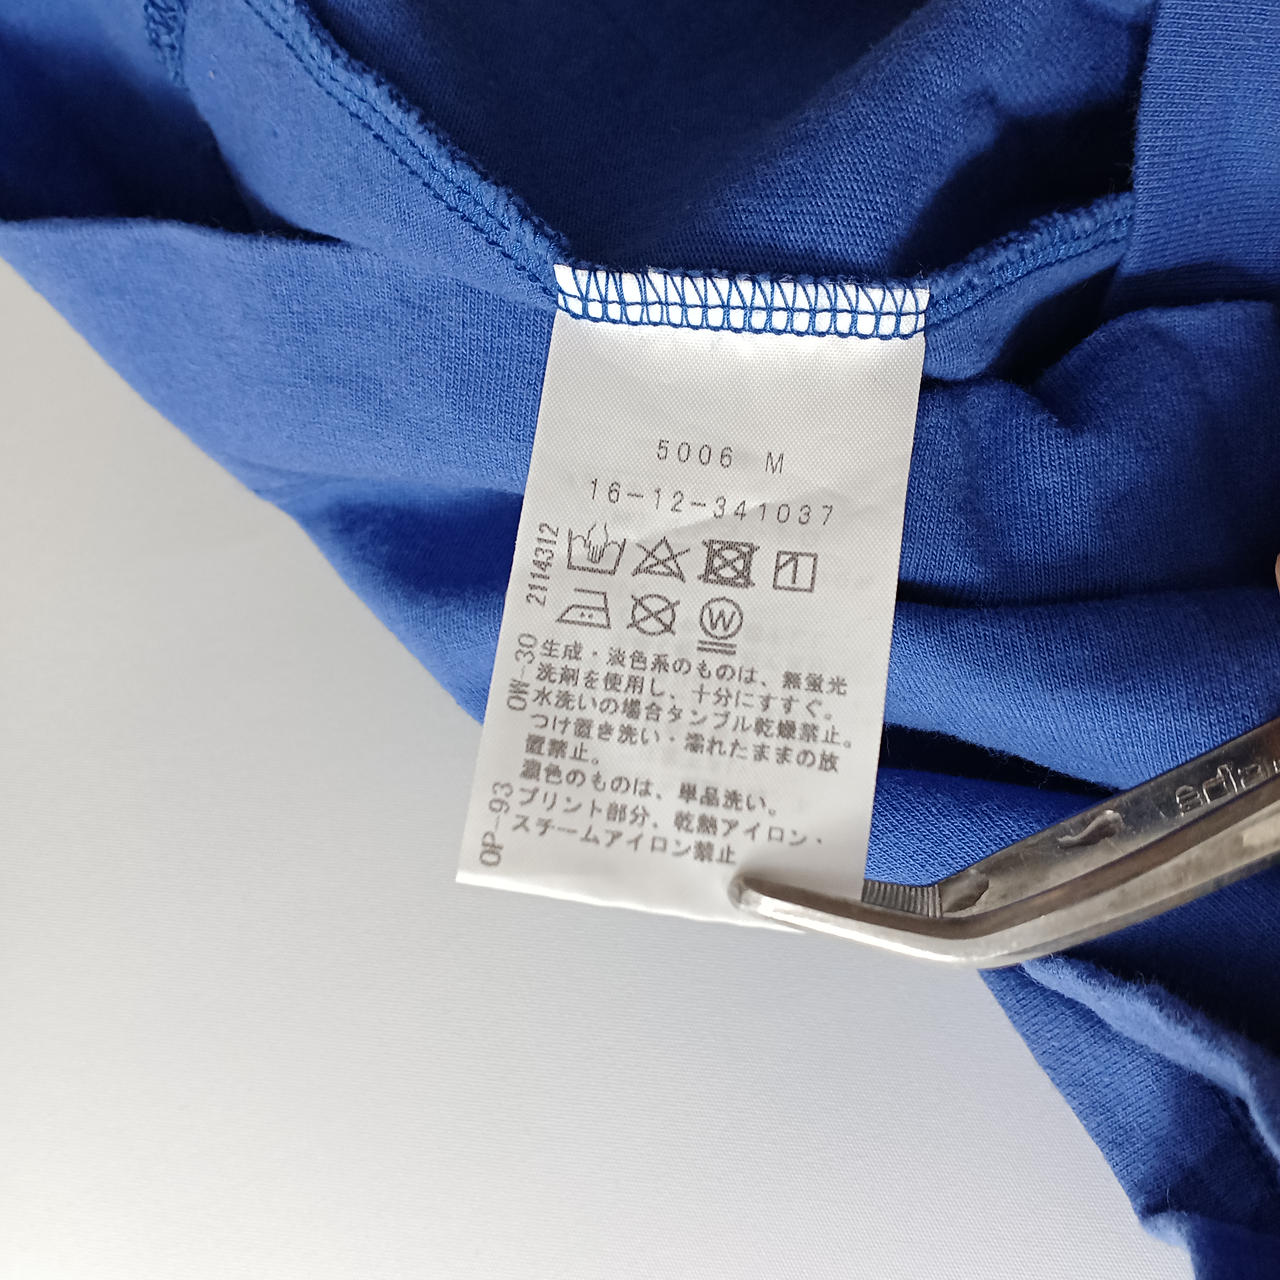 5006 M
16-12-341037
2114312
W
OW-30
生成・淡色系のものは、無蛍光
洗剤を使用し、十分にすすぐ。
水洗いの場合タンブル乾燥禁止。
つけ置き洗い・濡れたままの放
置禁止。
濃色のものは、単品洗い。
プリント部分、乾熱アイロン・
スチームアイロン禁止
OP-93